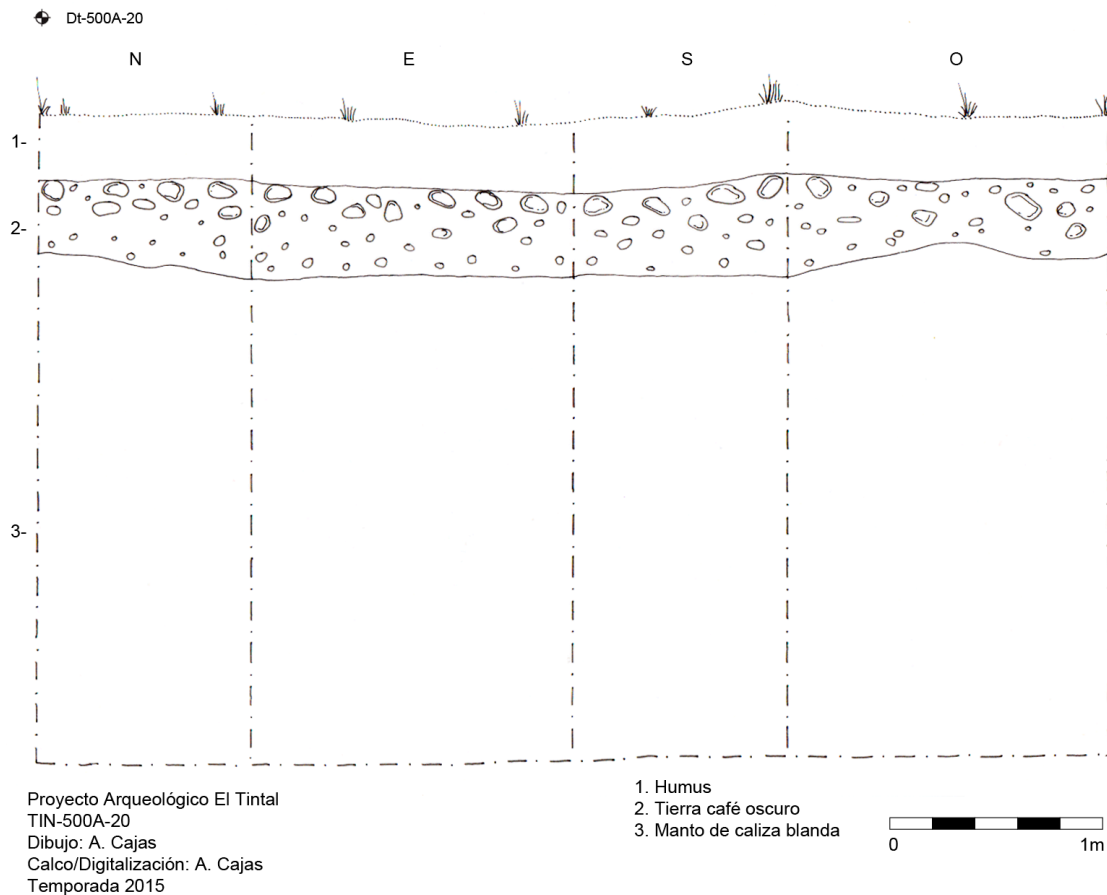 Dt-500A-20
N E S O
1-
2-
3-
Proyecto Arqueológico El Tintal
TIN-500A-20
Dibujo: A. Cajas
Calco/Digitalización: A. Cajas
Temporada 2015
1. Humus
2. Tierra café oscuro
3. Manto de caliza blanda
0 1m